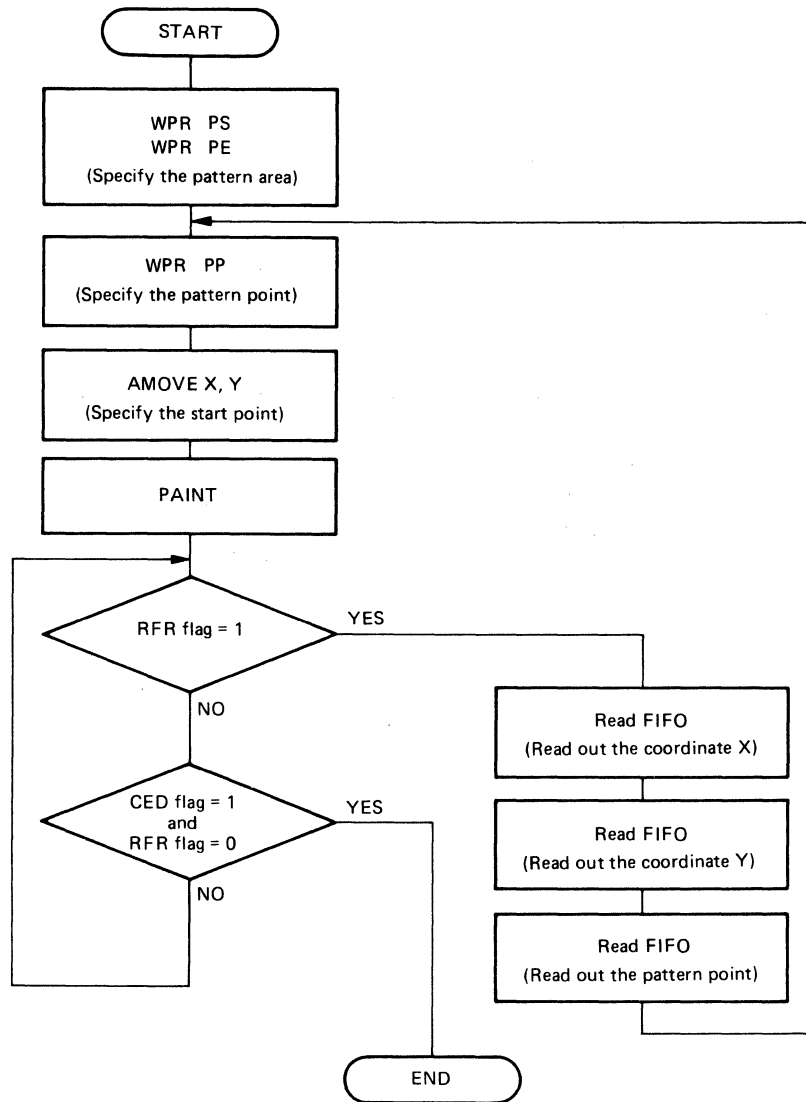 START
WPR PS
WPR PE
(Specify the pattern area)
WPR PP
(Specify the pattern point)
AMOVE X, Y
(Specify the start point)
PAINT
RFR flag = 1
YES
NO
CED flag = 1
and
RFR flag = 0
YES
NO
Read FIFO
(Read out the coordinate X)
Read FIFO
(Read out the coordinate Y)
Read FIFO
(Read out the pattern point)
END